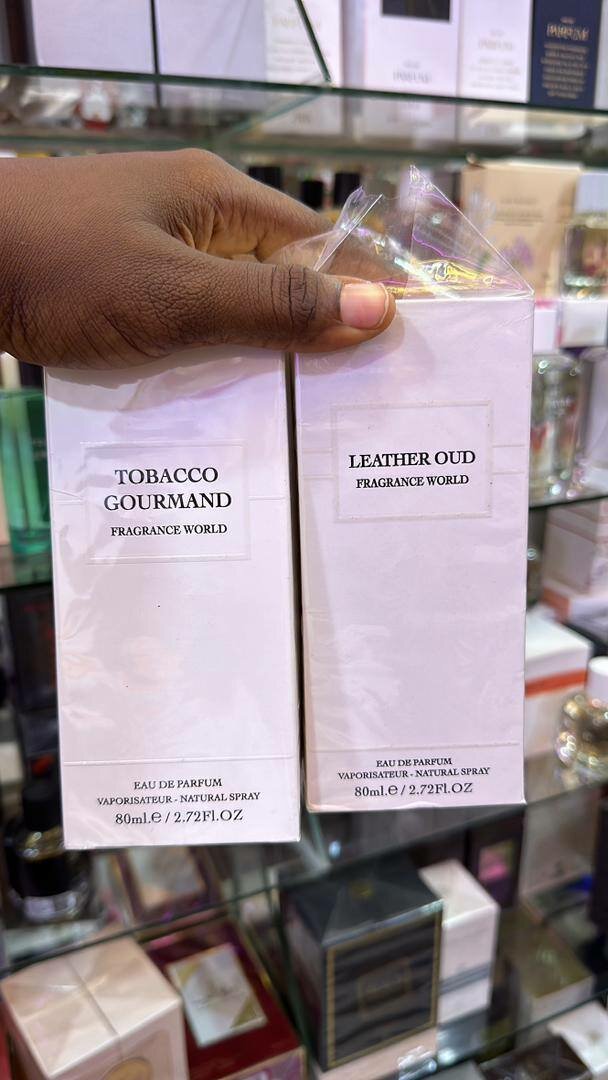 TOBACCO
GOURMAND
FRAGRANCE WORLD
EAU DE PARFUM
VAPORISATEUR - NATURAL SPRAY
80ml.℮ / 2.72Fl.OZ
LEATHER OUD
FRAGRANCE WORLD
EAU DE PARFUM
VAPORISATEUR - NATURAL SPRAY
80ml.℮ / 2.72Fl.OZ